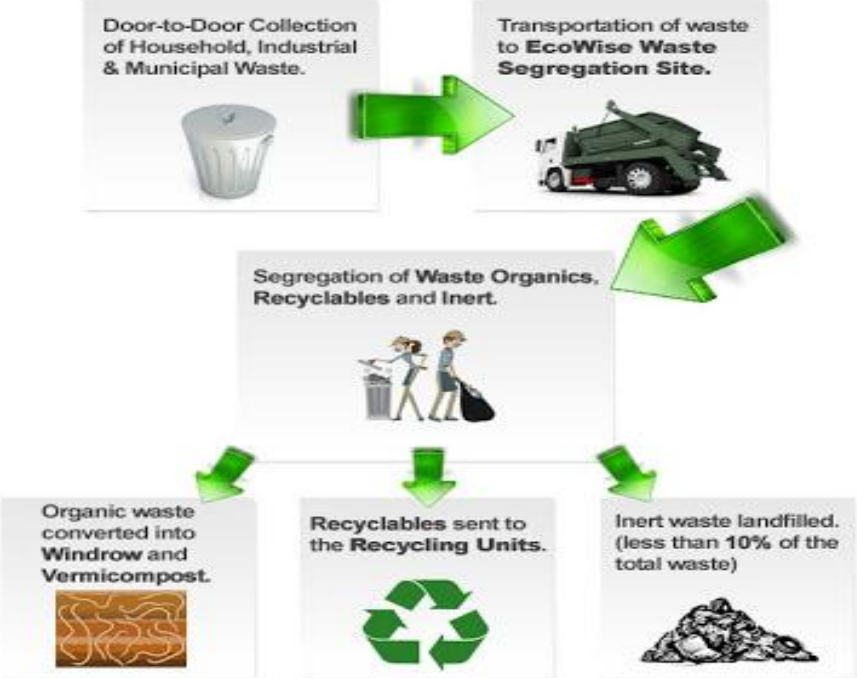 Door-to-Door Collection
of Household, Industrial
& Municipal Waste.
Transportation of waste
to EcoWise Waste
Segregation Site.
Segregation of Waste Organics,
Recyclables and Inert.
Organic waste
converted into
Windrow and
Vermicompost.
Recyclables sent to
the Recycling Units.
Inert waste landfilled.
(less than 10% of the
total waste)